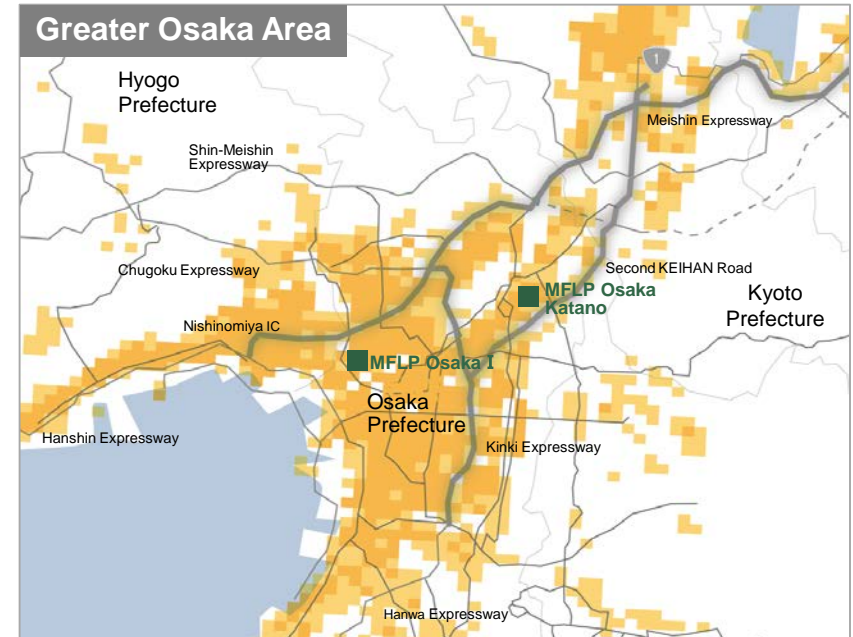 Greater Osaka Area
Hyogo
Prefecture
1
Meishin Expressway
Shin-Meishin
Expressway
Chugoku Expressway
Second KEIHAN Road
MFLP Osaka
Katano
Kyoto
Prefecture
Nishinomiya IC
MFLP Osaka I
Osaka
Prefecture
Hanshin Expressway
Kinki Expressway
Hanwa Expressway